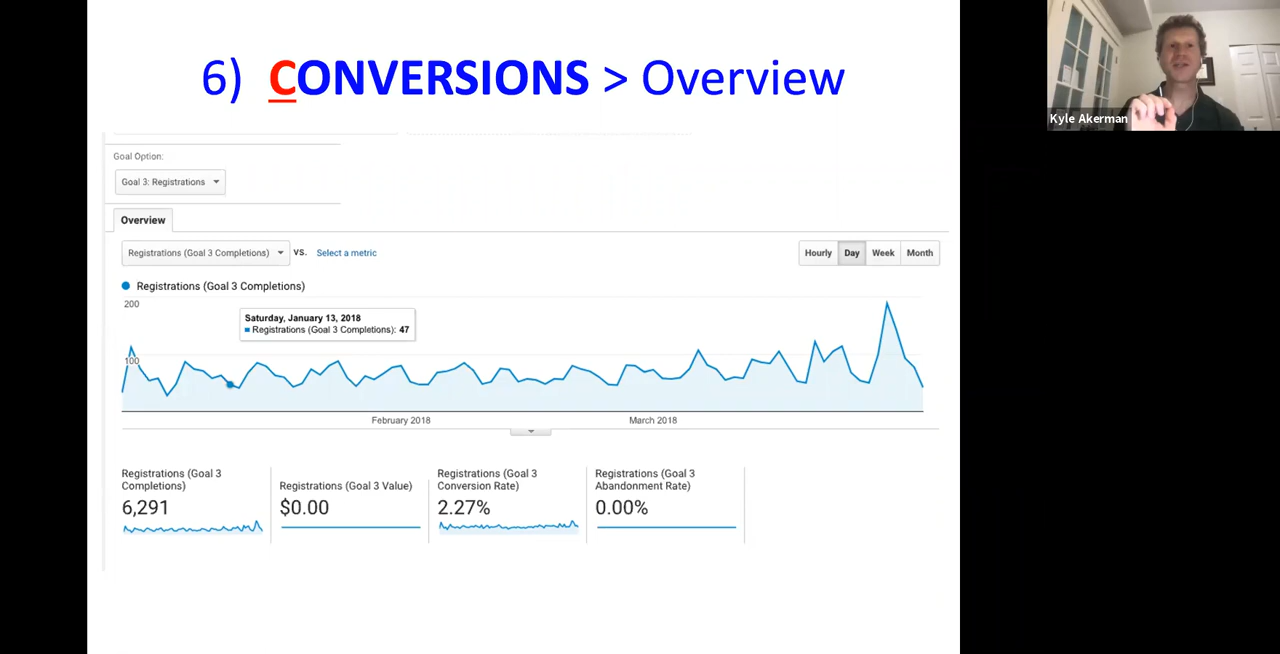 6) CONVERSIONS > Overview
Kyle Akerman
Goal Option:
Goal 3: Registrations
Overview
Registrations (Goal 3 Completions) VS. Select a metric
Hourly Day Week Month
Registrations (Goal 3 Completions)
200
Saturday, January 13, 2018
Registrations (Goal 3 Completions): 47
100
February 2018 March 2018
Registrations (Goal 3
Completions)
6,291
Registrations (Goal 3 Value)
$0.00
Registrations (Goal 3
Conversion Rate)
2.27%
Registrations (Goal 3
Abandonment Rate)
0.00%